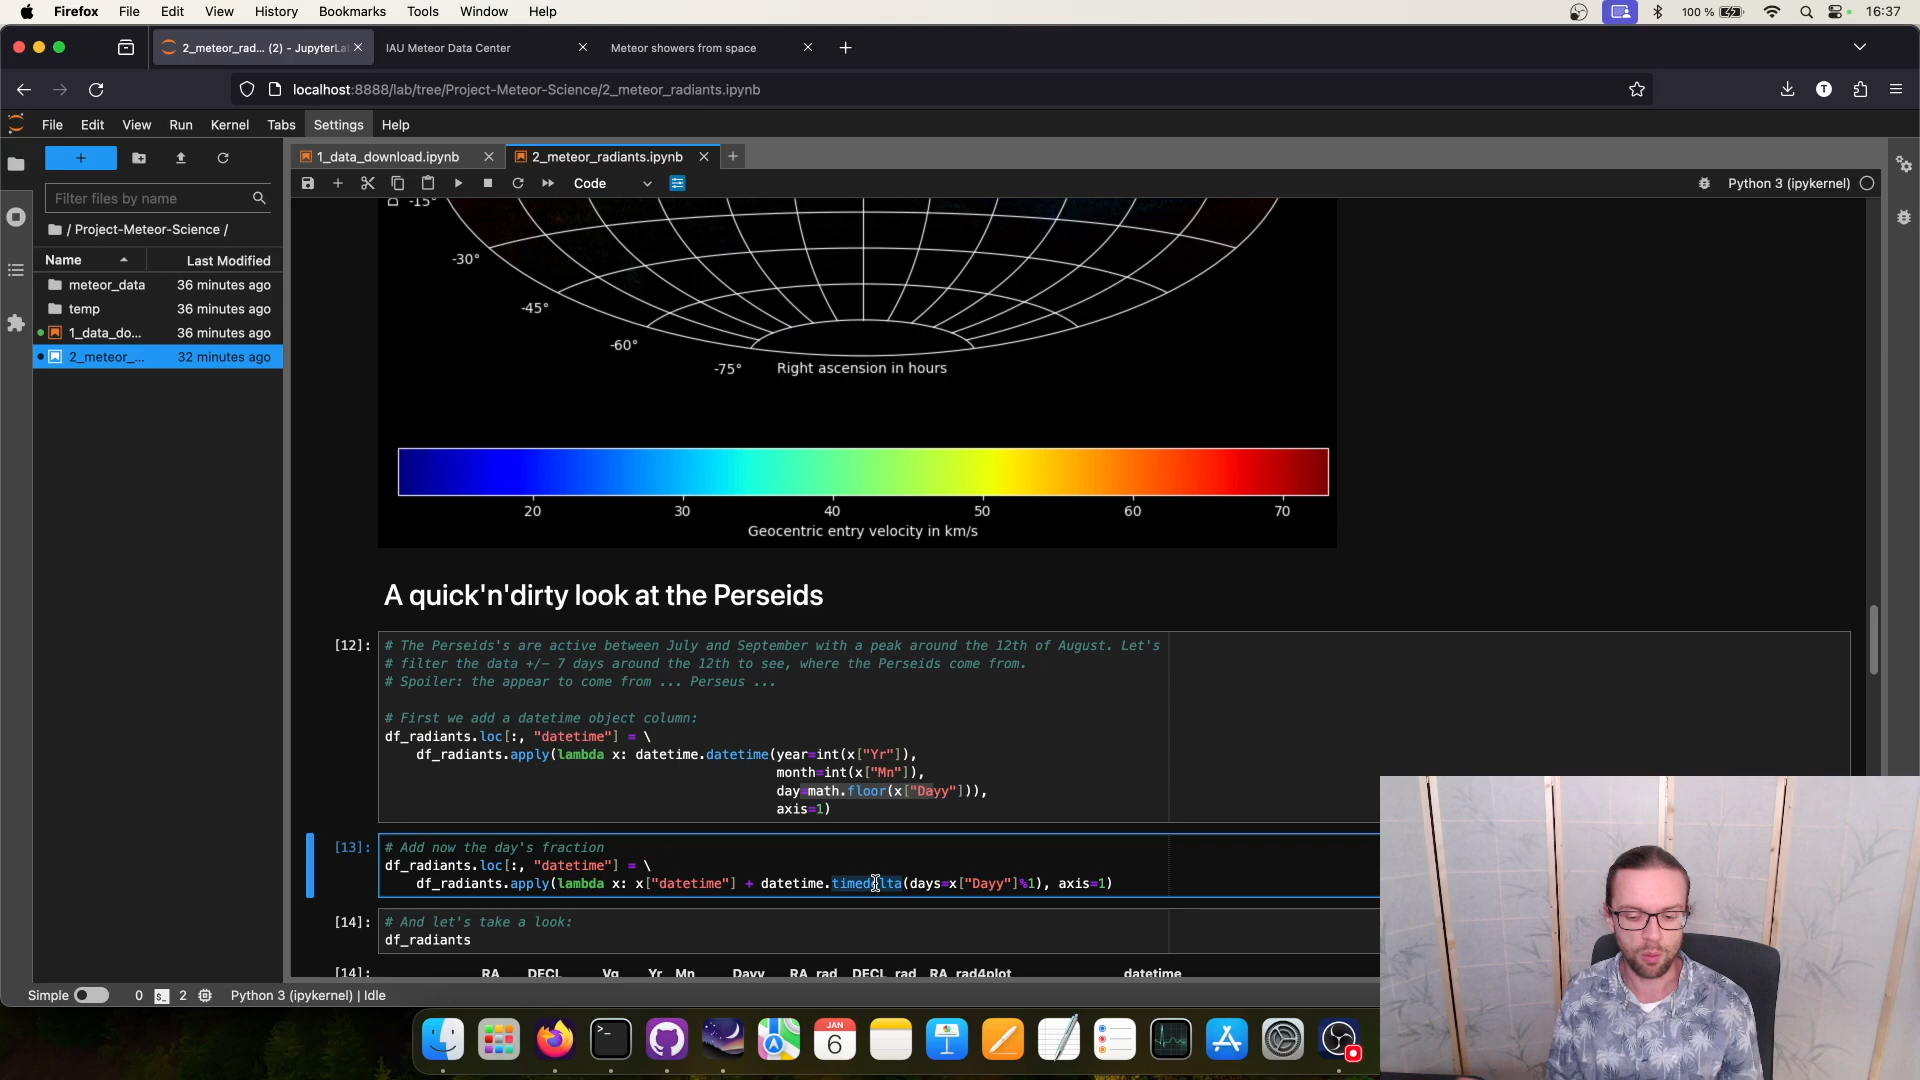 Firefox File Edit View History Bookmarks Tools Window Help
100 % 16:37
2_meteor_rad... (2) - JupyterLa
IAU Meteor Data Center
Meteor showers from space
localhost:8888/lab/tree/Project-Meteor-Science/2_meteor_radiants.ipynb
T
File Edit View Run Kernel Tabs Settings Help
1_data_download.ipynb
2_meteor_radiants.ipynb
Code
Python 3 (ipykernel)
Filter files by name
/ Project-Meteor-Science /
Name Last Modified
meteor_data 36 minutes ago
temp 36 minutes ago
1_data_do... 36 minutes ago
2_meteor_... 32 minutes ago
-15°
-30°
-45°
-60°
-75°
Right ascension in hours
20 30 40 50 60 70
Geocentric entry velocity in km/s
A quick'n'dirty look at the Perseids
[12]:
# The Perseids's are active between July and September with a peak around the 12th of August. Let's
# filter the data +/- 7 days around the 12th to see, where the Perseids come from.
# Spoiler: the appear to come from ... Perseus ...
# First we add a datetime object column:
df_radiants.loc[:, "datetime"] = \
df_radiants.apply(lambda x: datetime.datetime(year=int(x["Yr"]),
month=int(x["Mn"]),
day=math.floor(x["Dayy"])),
axis=1)
[13]:
# Add now the day's fraction
df_radiants.loc[:, "datetime"] = \
df_radiants.apply(lambda x: x["datetime"] + datetime.timedelta(days=x["Dayy"]%1), axis=1)
[14]:
# And let's take a look:
df_radiants
[14]:
RA DECL Vg Yr Mn Dayy RA_rad DECL_rad RA_rad4plot datetime
Simple 0 2 Python 3 (ipykernel) | Idle
JAN
6